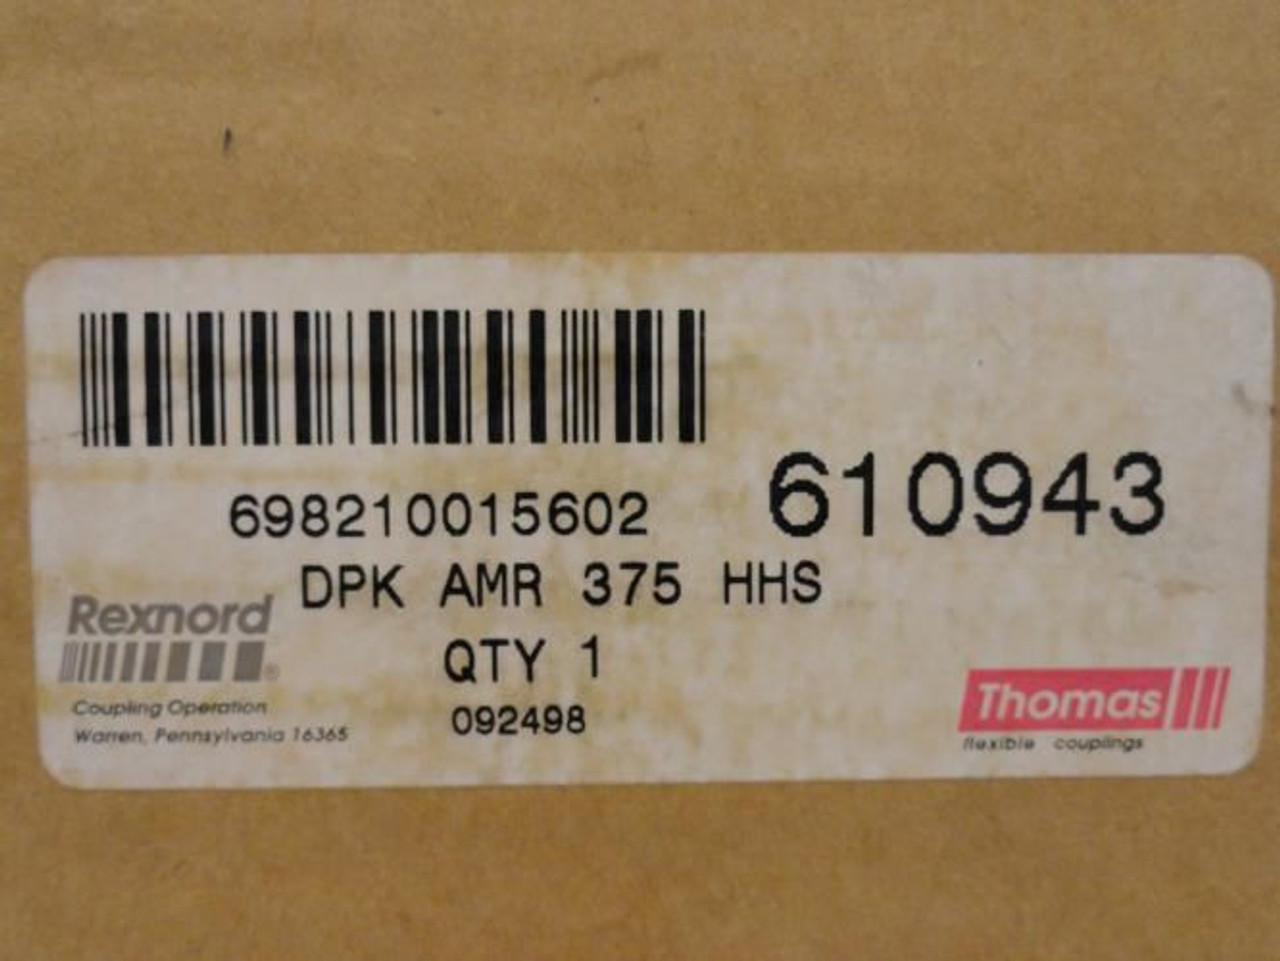 698210015602
610943
DPK AMR 375 HHS
Rexnord
QTY 1
Coupling Operation
Warren, Pennsylvania 16365
092498
Thomas
flexible couplings